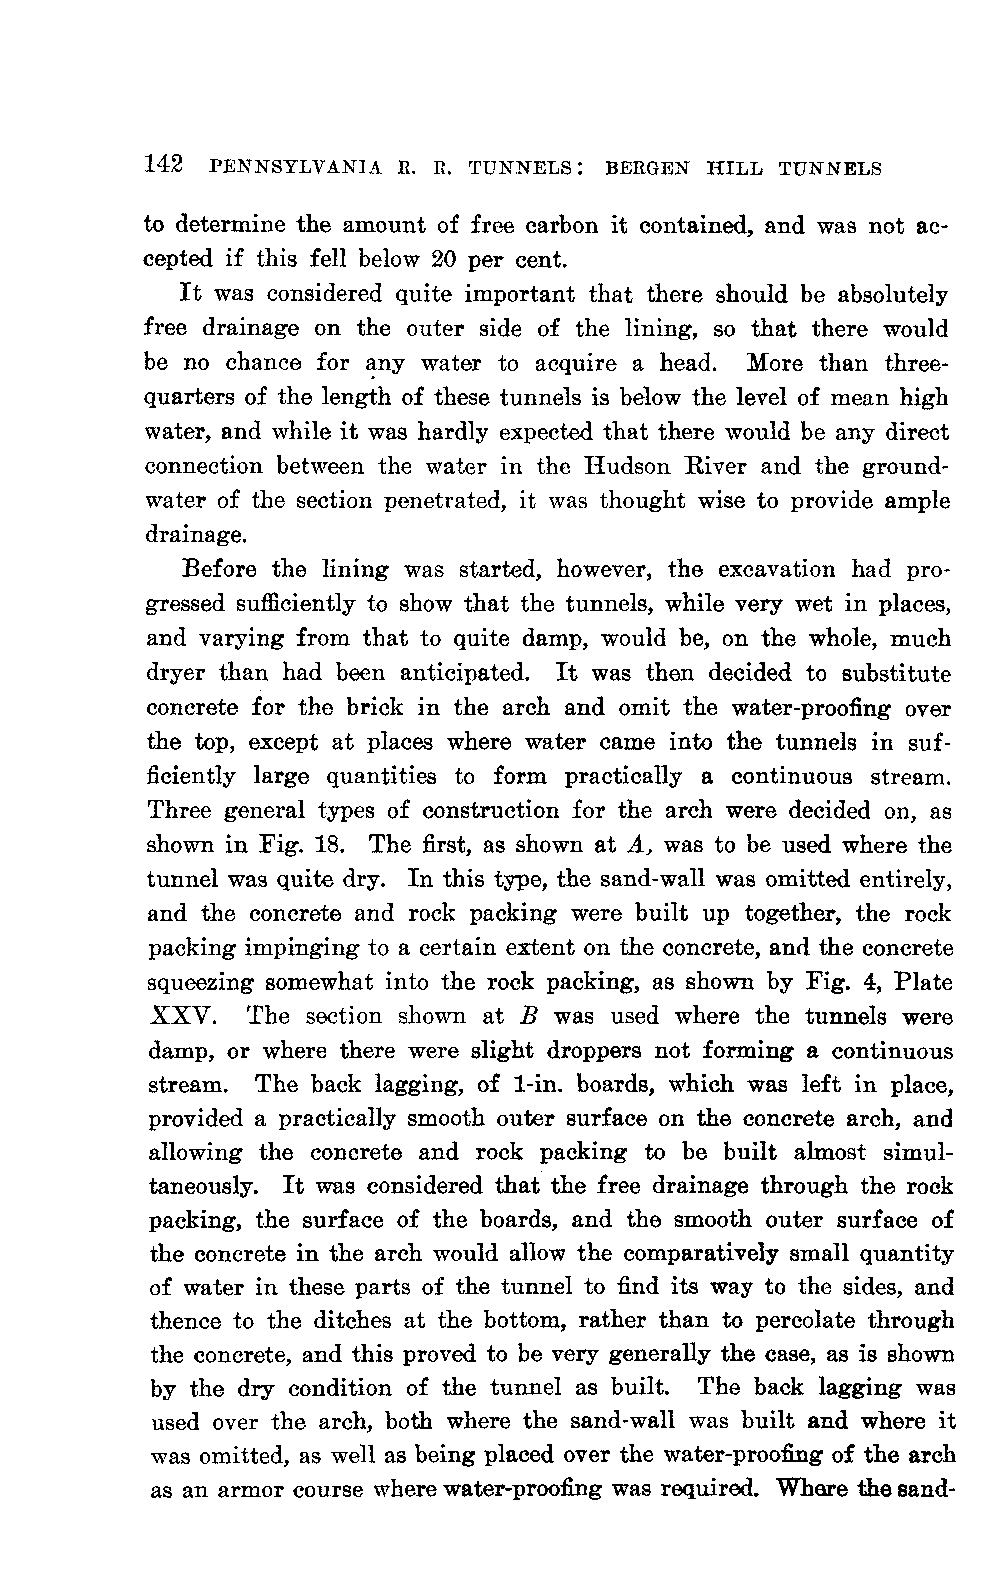 142 PENNSYLVANIA R. R. TUNNELS: BERGEN HILL TUNNELS
to determine the amount of free carbon it contained, and was not ac-
cepted if this fell below 20 per cent.
It was considered quite important that there should be absolutely
free drainage on the outer side of the lining, so that there would
be no chance for any water to acquire a head. More than three-
quarters of the length of these tunnels is below the level of mean high
water, and while it was hardly expected that there would be any direct
connection between the water in the Hudson River and the ground-
water of the section penetrated, it was thought wise to provide ample
drainage.
Before the lining was started, however, the excavation had pro-
gressed sufficiently to show that the tunnels, while very wet in places,
and varying from that to quite damp, would be, on the whole, much
dryer than had been anticipated. It was then decided to substitute
concrete for the brick in the arch and omit the water-proofing over
the top, except at places where water came into the tunnels in suf-
ficiently large quantities to form practically a continuous stream.
Three general types of construction for the arch were decided on, as
shown in Fig. 18. The first, as shown at A, was to be used where the
tunnel was quite dry. In this type, the sand-wall was omitted entirely,
and the concrete and rock packing were built up together, the rock
packing impinging to a certain extent on the concrete, and the concrete
squeezing somewhat into the rock packing, as shown by Fig. 4, Plate
XXV. The section shown at B was used where the tunnels were
damp, or where there were slight droppers not forming a continuous
stream. The back lagging, of 1-in. boards, which was left in place,
provided a practically smooth outer surface on the concrete arch, and
allowing the concrete and rock packing to be built almost simul-
taneously. It was considered that the free drainage through the rock
packing, the surface of the boards, and the smooth outer surface of
the concrete in the arch would allow the comparatively small quantity
of water in these parts of the tunnel to find its way to the sides, and
thence to the ditches at the bottom, rather than to percolate through
the concrete, and this proved to be very generally the case, as is shown
by the dry condition of the tunnel as built. The back lagging was
used over the arch, both where the sand-wall was built and where it
was omitted, as well as being placed over the water-proofing of the arch
as an armor course where water-proofing was required. Where the sand-